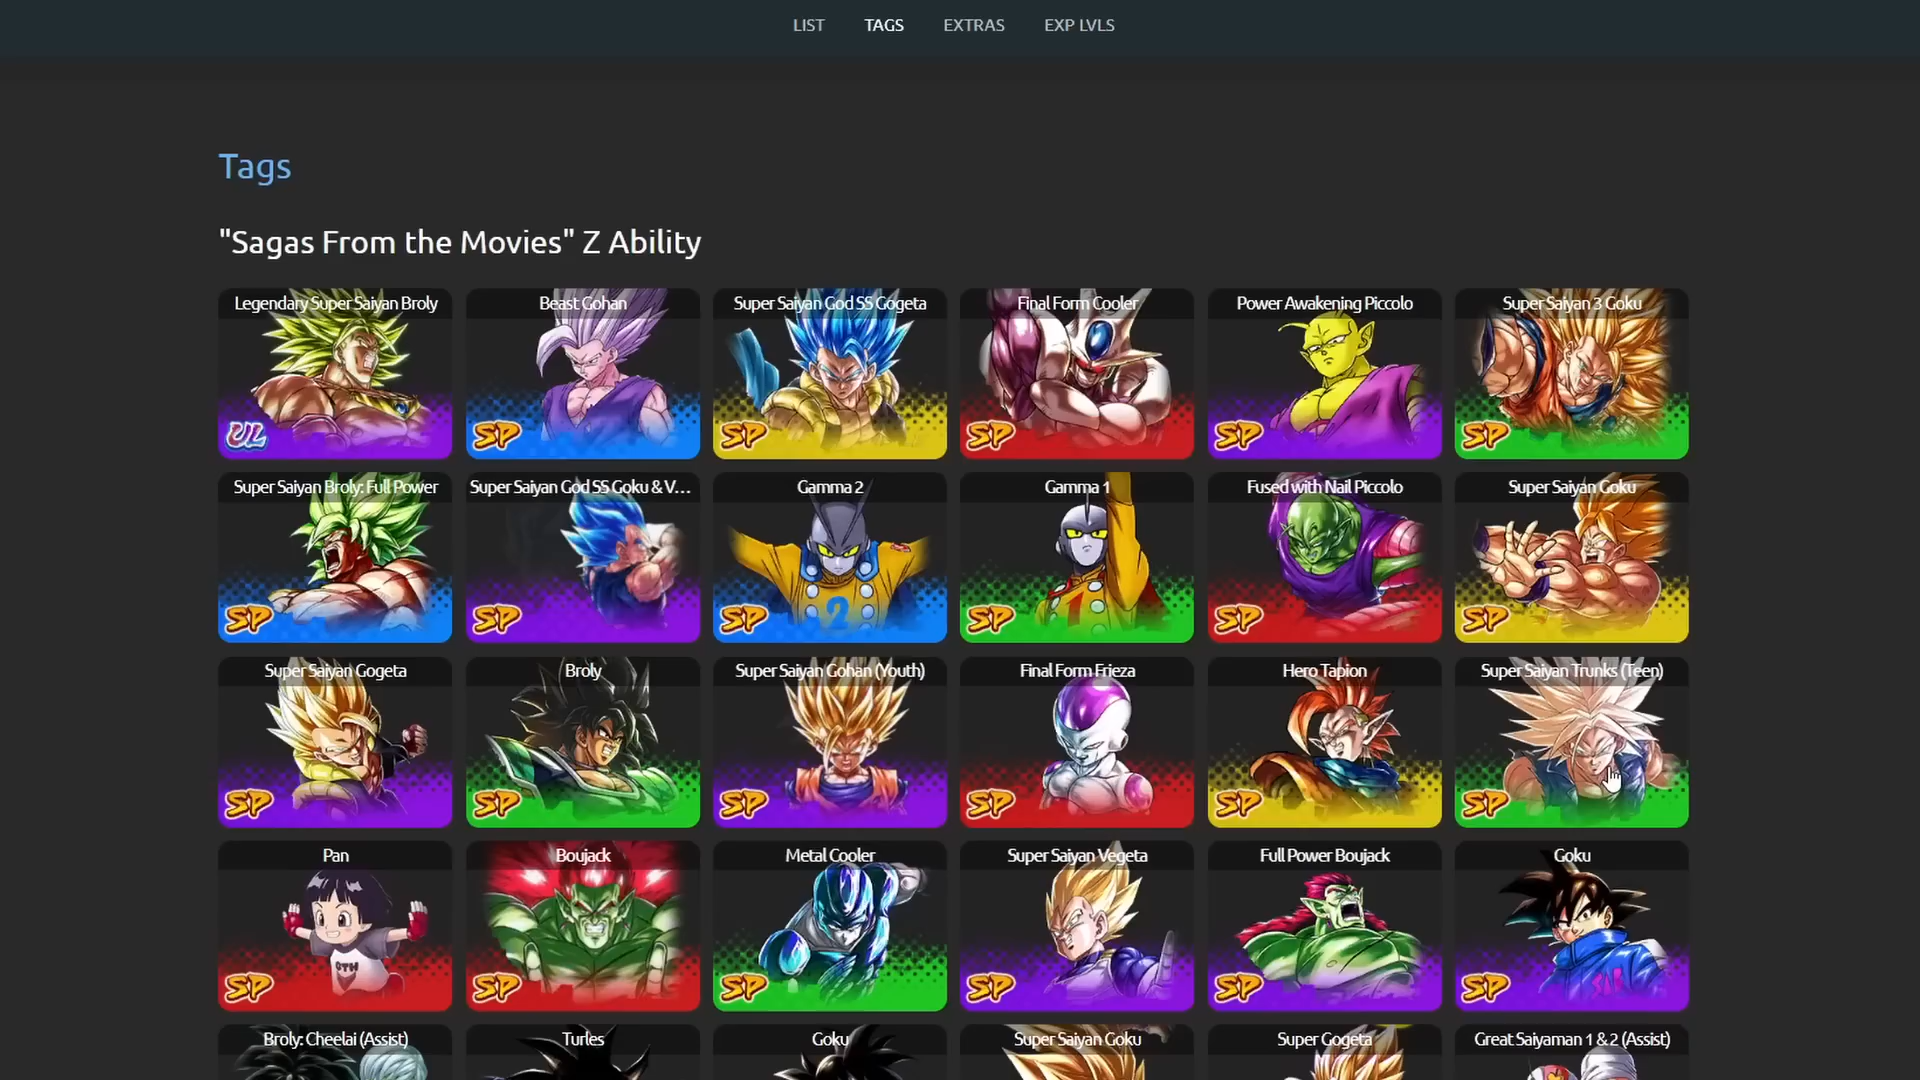 LIST TAGS EXTRAS EXP LVLS
Tags
"Sagas From the Movies" Z Ability
Legendary Super Saiyan Broly
Beast Gohan
Super Saiyan God SS Gogeta
Final Form Cooler
Power Awakening Piccolo
Super Saiyan 3 Goku
UL
SP
SP
SP
SP
SP
Super Saiyan Broly: Full Power
Super Saiyan God SS Goku & V...
Gamma 2
Gamma 1
Fused with Nail Piccolo
Super Saiyan Goku
SP
SP
SP
2
SP
1
SP
SP
Super Saiyan Gogeta
Broly
Super Saiyan Gohan (Youth)
Final Form Frieza
Hero Tapion
Super Saiyan Trunks (Teen)
SP
SP
SP
SP
SP
SP
Pan
Boujack
Metal Cooler
Super Saiyan Vegeta
Full Power Boujack
Goku
SP
SP
SP
SP
SP
SP
Broly: Cheelai (Assist)
Turles
Goku
Super Saiyan Goku
Super Gogeta
Great Saiyaman 1 & 2 (Assist)